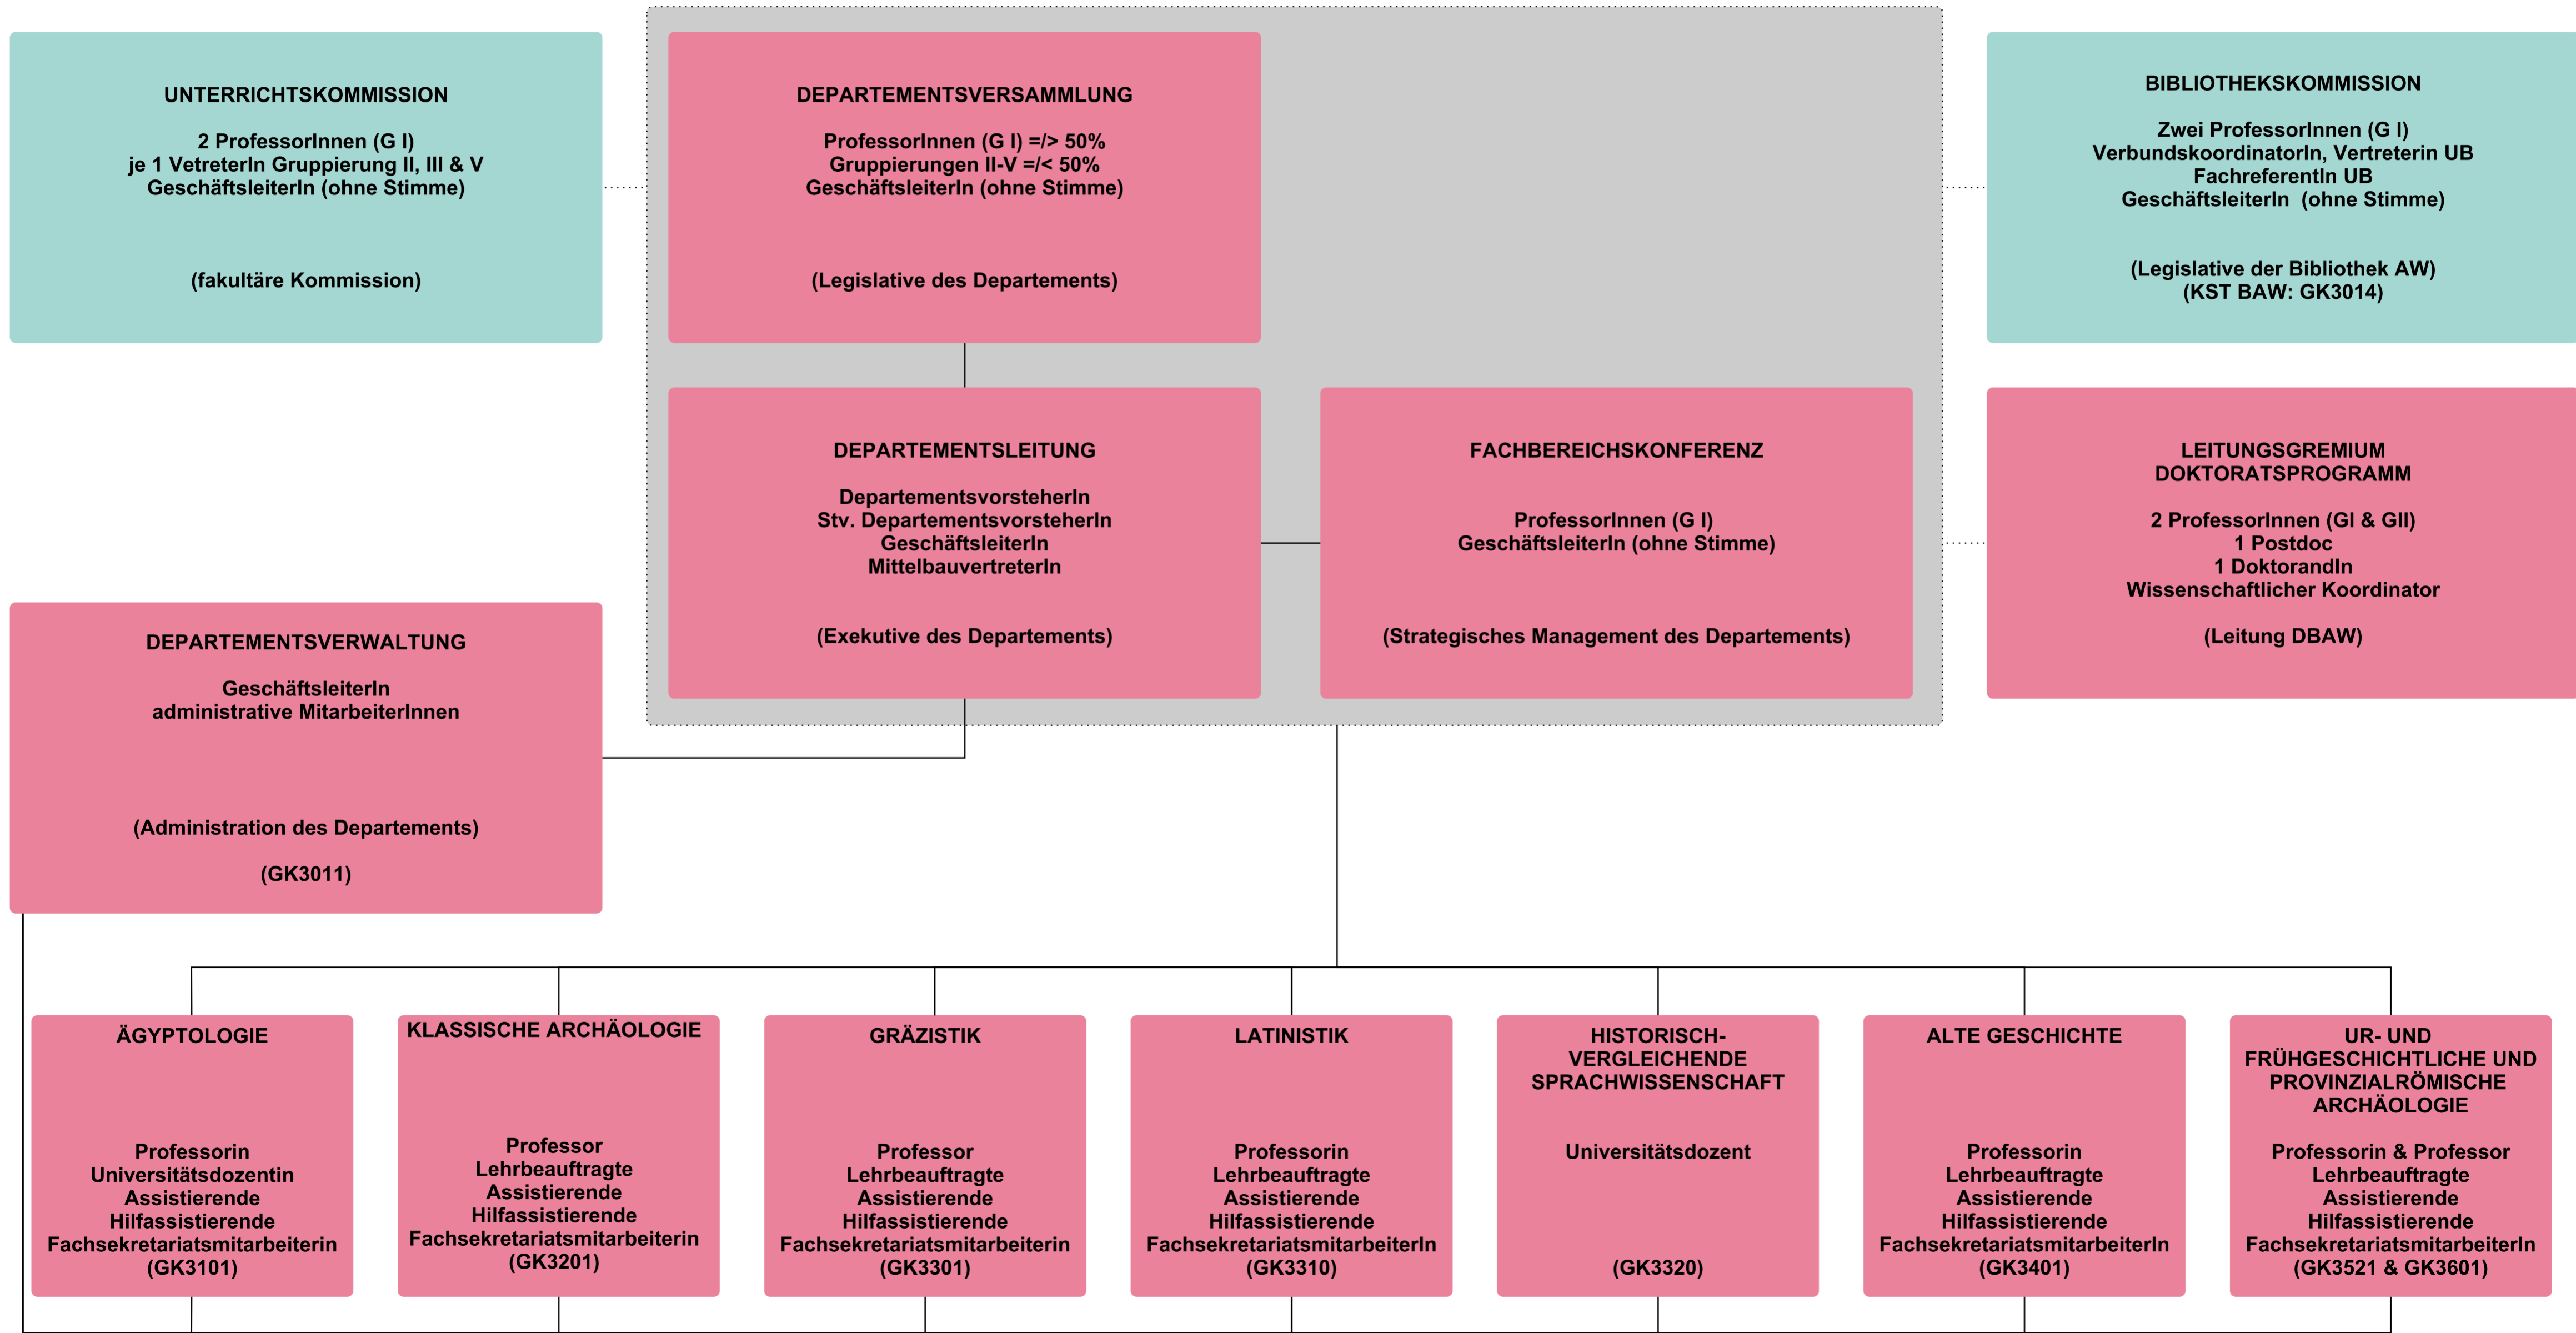 UNTERRICHTSKOMMISSION
2 ProfessorInnen (G I)
je 1 VetreterIn Gruppierung II, III & V
GeschäftsleiterIn (ohne Stimme)
(fakultäre Kommission)
DEPARTEMENTSVERSAMMLUNG
ProfessorInnen (G I) =/> 50%
Gruppierungen II-V =/< 50%
GeschäftsleiterIn (ohne Stimme)
(Legislative des Departements)
BIBLIOTHEKSKOMMISSION
Zwei ProfessorInnen (G I)
VerbundskoordinatorIn, Vertreterin UB
FachreferentIn UB
GeschäftsleiterIn (ohne Stimme)
(Legislative der Bibliothek AW)
(KST BAW: GK3014)
DEPARTEMENTSLEITUNG
DepartementsvorsteherIn
Stv. DepartementsvorsteherIn
GeschäftsleiterIn
MittelbauvertreterIn
(Exekutive des Departements)
FACHBEREICHSKONFERENZ
ProfessorInnen (G I)
GeschäftsleiterIn (ohne Stimme)
(Strategisches Management des Departements)
LEITUNGSGREMIUM
DOKTORATSPROGRAMM
2 ProfessorInnen (GI & GII)
1 Postdoc
1 DoktorandIn
Wissenschaftlicher Koordinator
(Leitung DBAW)
DEPARTEMENTSVERWALTUNG
GeschäftsleiterIn
administrative MitarbeiterInnen
(Administration des Departements)
(GK3011)
ÄGYPTOLOGIE
Professorin
Universitätsdozentin
Assistierende
Hilfassistierende
Fachsekretariatsmitarbeiterin
(GK3101)
KLASSISCHE ARCHÄOLOGIE
Professor
Lehrbeauftragte
Assistierende
Hilfassistierende
Fachsekretariatsmitarbeiterin
(GK3201)
GRÄZISTIK
Professor
Lehrbeauftragte
Assistierende
Hilfassistierende
Fachsekretariatsmitarbeiterin
(GK3301)
LATINISTIK
Professorin
Lehrbeauftragte
Assistierende
Hilfassistierende
FachsekretariatsmitarbeiterIn
(GK3310)
HISTORISCH-
VERGLEICHENDE
SPRACHWISSENSCHAFT
Universitätsdozent
(GK3320)
ALTE GESCHICHTE
Professorin
Lehrbeauftragte
Assistierende
Hilfassistierende
FachsekretariatsmitarbeiterIn
(GK3401)
UR- UND
FRÜHGESCHICHTLICHE UND
PROVINZIALRÖMISCHE
ARCHÄOLOGIE
Professorin & Professor
Lehrbeauftragte
Assistierende
Hilfassistierende
FachsekretariatsmitarbeiterIn
(GK3521 & GK3601)